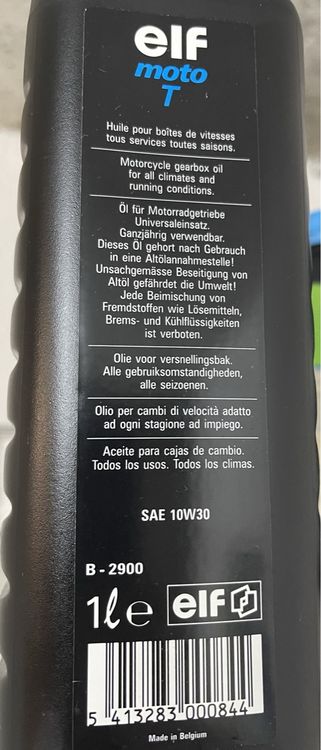 elf
moto
T
Huile pour boîtes de vitesses
tous services toutes saisons.
Motorcycle gearbox oil
for all climates and
running conditions.
Öl für Motorradgetriebe
Universaleinsatz.
Ganzjährig verwendbar.
Dieses Öl gehört nach Gebrauch
in eine Altölannahmestelle!
Unsachgemässe Beseitigung von
Altöl gefährdet die Umwelt!
Jede Beimischung von
Fremdstoffen wie Lösemitteln,
Brems- und Kühlflüssigkeiten
ist verboten.
Olie voor versnellingsbak.
Alle gebruiksomstandigheden,
alle seizoenen.
Olio per cambi di velocità adatto
ad ogni stagione ad impiego.
Aceite para cajas de cambio.
Todos los usos. Todos los climas.
SAE 10W30
B - 2900
1ℓ e elf
5 413283 000844
Made in Belgium